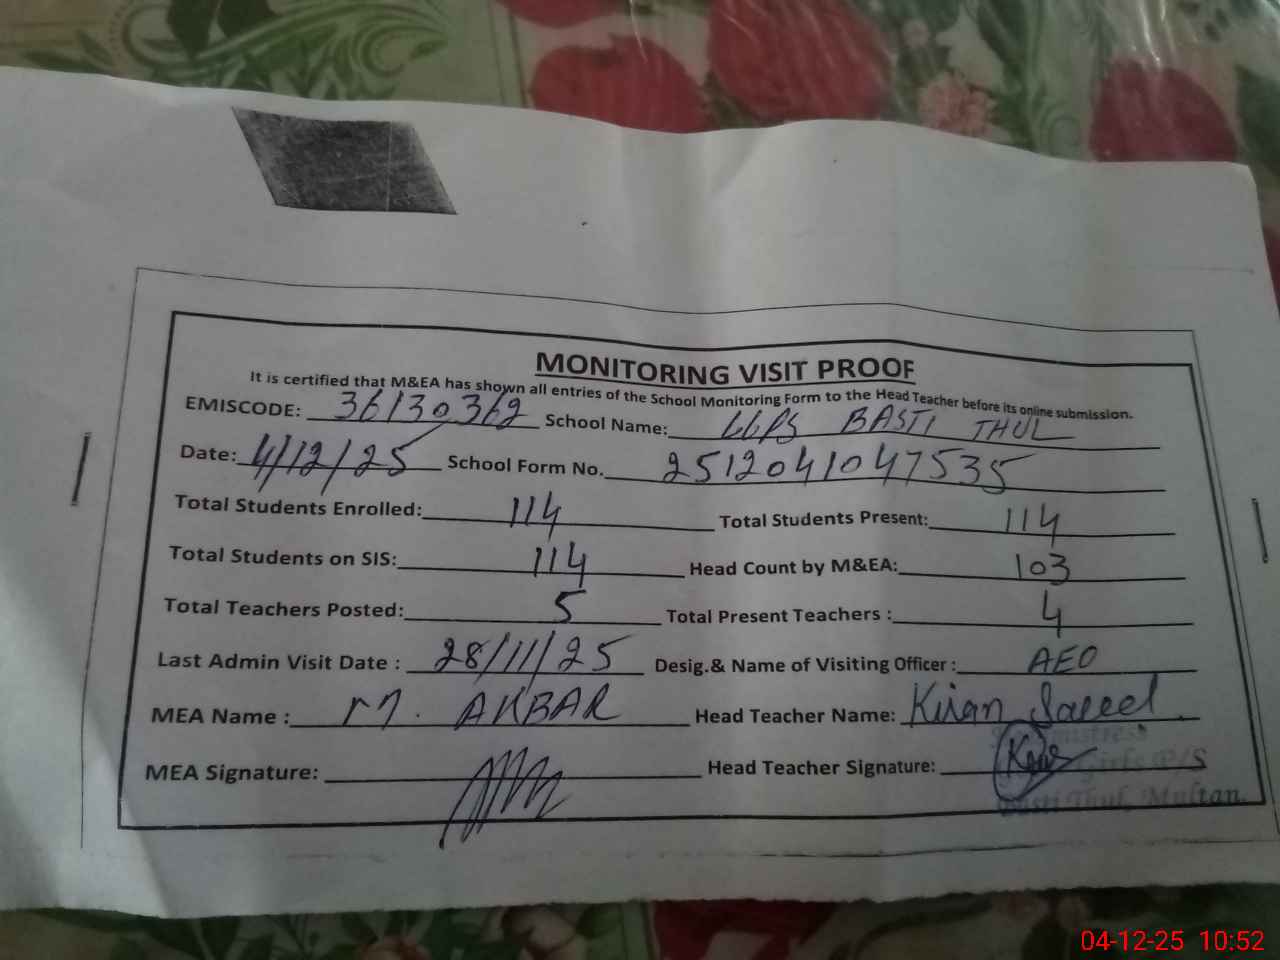 MONITORING VISIT PROOF
It is certified that M&EA has shown all entries of the School Monitoring Form to the Head Teacher before its online submission.
EMISCODE: 36130362 School Name: GGPS BASTI THUL
Date: 4/12/25 School Form No. 2512041047535
Total Students Enrolled: 114 Total Students Present: 114
Total Students on SIS: 114 Head Count by M&EA: 103
Total Teachers Posted: 5 Total Present Teachers : 4
Last Admin Visit Date : 28/11/25 Desig.& Name of Visiting Officer : AEO
MEA Name : M. AKBAR Head Teacher Name: Kiran Saeed
MEA Signature: Head Teacher Signature:
girls P/S
Basti Thul, Multan.
04-12-25 10:52